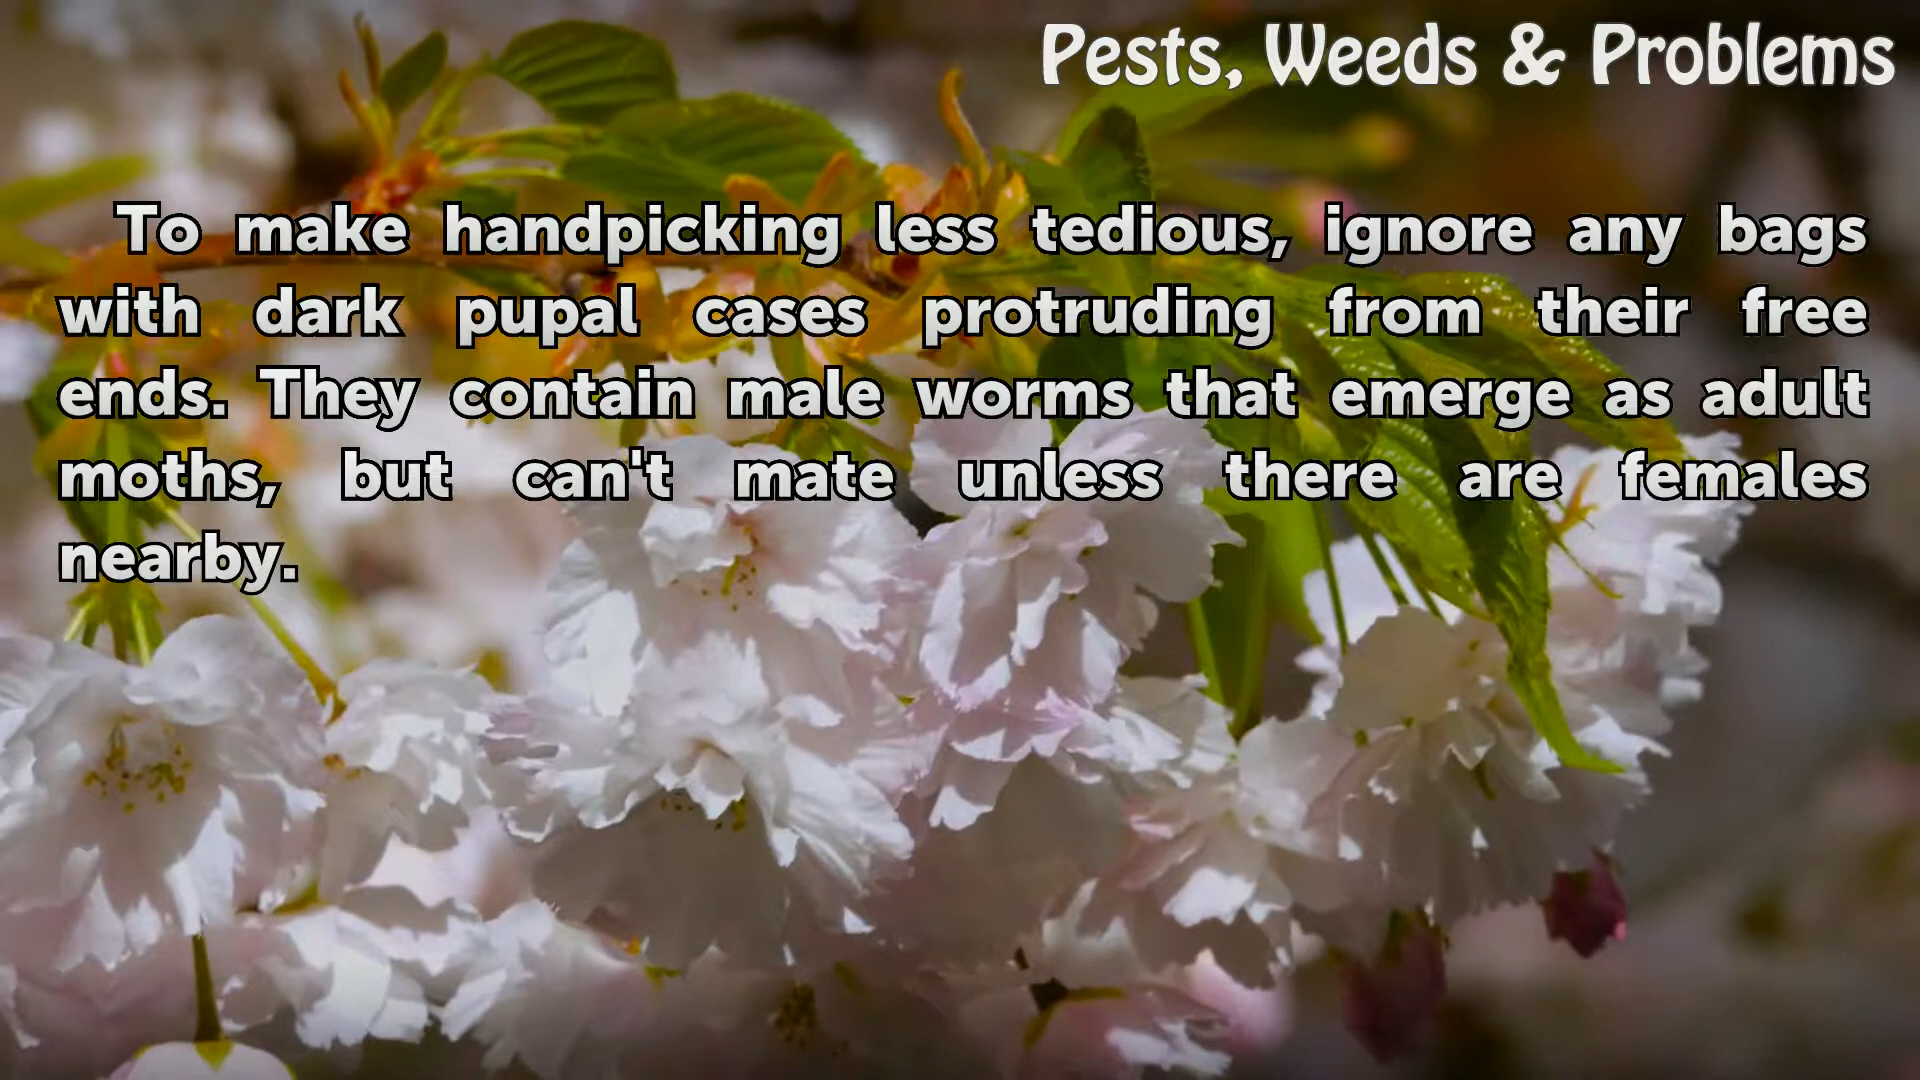 Pests, Weeds & Problems
To make handpicking less tedious, ignore any bags
with dark pupal cases protruding from their free
ends. They contain male worms that emerge as adult
moths, but can't mate unless there are females
nearby.